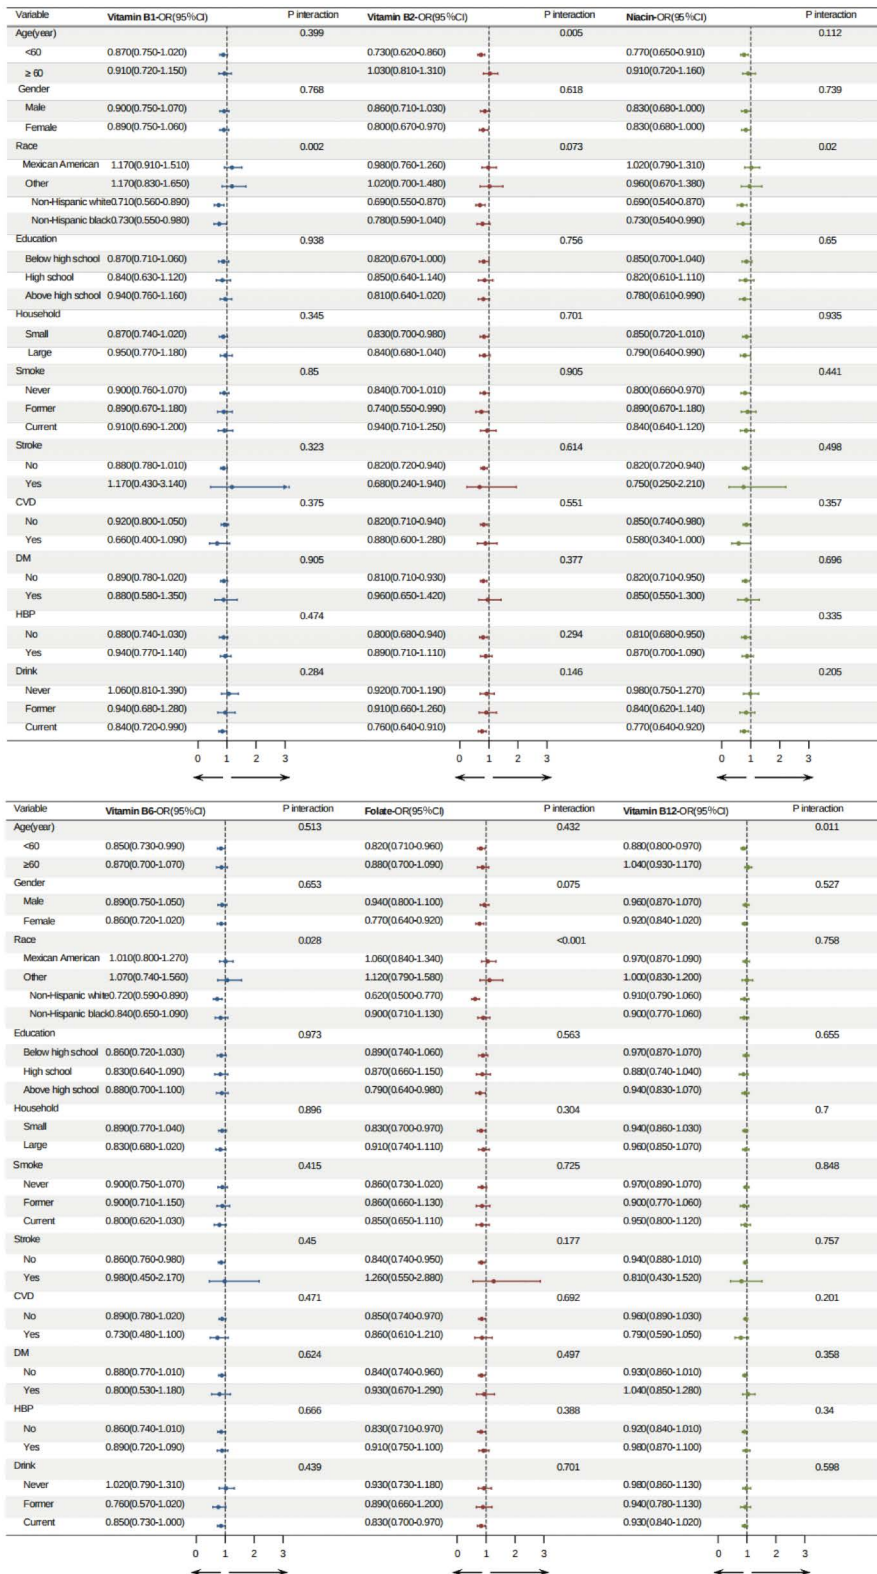 Variable Vitamin B1-OR(95%CI) P interaction Vitamin B2-OR(95%CI) P interaction Niacin-OR(95%CI) P interaction
Age(year) 0.399 0.005 0.112
<60 0.870(0.750-1.020) 0.730(0.620-0.860) 0.770(0.650-0.910)
≥ 60 0.910(0.720-1.150) 1.030(0.810-1.310) 0.910(0.720-1.160)
Gender 0.768 0.618 0.739
Male 0.900(0.750-1.070) 0.860(0.710-1.030) 0.830(0.680-1.000)
Female 0.890(0.750-1.060) 0.800(0.670-0.970) 0.830(0.680-1.000)
Race 0.002 0.073 0.02
Mexican American 1.170(0.910-1.510) 0.980(0.760-1.260) 1.020(0.790-1.310)
Other 1.170(0.830-1.650) 1.020(0.700-1.480) 0.960(0.670-1.380)
Non-Hispanic white0.710(0.560-0.890) 0.690(0.550-0.870) 0.690(0.540-0.870)
Non-Hispanic black0.730(0.550-0.980) 0.780(0.590-1.040) 0.730(0.540-0.990)
Education 0.938 0.756 0.65
Below high school 0.870(0.710-1.060) 0.820(0.670-1.000) 0.850(0.700-1.040)
High school 0.840(0.630-1.120) 0.850(0.640-1.140) 0.820(0.610-1.110)
Above high school 0.940(0.760-1.160) 0.810(0.640-1.020) 0.780(0.610-0.990)
Household 0.345 0.701 0.935
Small 0.870(0.740-1.020) 0.830(0.700-0.980) 0.850(0.720-1.010)
Large 0.950(0.770-1.180) 0.840(0.680-1.040) 0.790(0.640-0.990)
Smoke 0.85 0.905 0.441
Never 0.900(0.760-1.070) 0.840(0.700-1.010) 0.800(0.660-0.970)
Former 0.890(0.670-1.180) 0.740(0.550-0.990) 0.890(0.670-1.180)
Current 0.910(0.690-1.200) 0.940(0.710-1.250) 0.840(0.640-1.120)
Stroke 0.323 0.614 0.498
No 0.880(0.780-1.010) 0.820(0.720-0.940) 0.820(0.720-0.940)
Yes 1.170(0.430-3.140) 0.680(0.240-1.940) 0.750(0.250-2.210)
CVD 0.375 0.551 0.357
No 0.920(0.800-1.050) 0.820(0.710-0.940) 0.850(0.740-0.980)
Yes 0.660(0.400-1.090) 0.880(0.600-1.280) 0.580(0.340-1.000)
DM 0.905 0.377 0.696
No 0.890(0.780-1.020) 0.810(0.710-0.930) 0.820(0.710-0.950)
Yes 0.880(0.580-1.350) 0.960(0.650-1.420) 0.850(0.550-1.300)
HBP 0.474 0.335
No 0.880(0.740-1.030) 0.800(0.680-0.940) 0.294 0.810(0.680-0.950)
Yes 0.940(0.770-1.140) 0.890(0.710-1.110) 0.870(0.700-1.090)
Drink 0.284 0.146 0.205
Never 1.060(0.810-1.390) 0.920(0.700-1.190) 0.980(0.750-1.270)
Former 0.940(0.680-1.280) 0.910(0.660-1.260) 0.840(0.620-1.140)
Current 0.840(0.720-0.990) 0.760(0.640-0.910) 0.770(0.640-0.920)
0 1 2 3 0 1 2 3 0 1 2 3
Variable Vitamin B6-OR(95%CI) P interaction Folate-OR(95%CI) P interaction Vitamin B12-OR(95%CI) P interaction
Age(year) 0.513 0.432 0.011
<60 0.850(0.730-0.990) 0.820(0.710-0.960) 0.880(0.800-0.970)
≥60 0.870(0.700-1.070) 0.880(0.700-1.090) 1.040(0.930-1.170)
Gender 0.653 0.075 0.527
Male 0.890(0.750-1.050) 0.940(0.800-1.100) 0.960(0.870-1.070)
Female 0.860(0.720-1.020) 0.770(0.640-0.920) 0.920(0.840-1.020)
Race 0.028 <0.001 0.758
Mexican American 1.010(0.800-1.270) 1.060(0.840-1.340) 0.970(0.870-1.090)
Other 1.070(0.740-1.560) 1.120(0.790-1.580) 1.000(0.830-1.200)
Non-Hispanic white0.720(0.590-0.890) 0.620(0.500-0.770) 0.910(0.790-1.060)
Non-Hispanic black0.840(0.650-1.090) 0.900(0.710-1.130) 0.900(0.770-1.060)
Education 0.973 0.563 0.655
Below high school 0.860(0.720-1.030) 0.890(0.740-1.060) 0.970(0.870-1.070)
High school 0.830(0.640-1.090) 0.870(0.660-1.150) 0.880(0.740-1.040)
Above high school 0.880(0.700-1.100) 0.790(0.640-0.980) 0.940(0.830-1.070)
Household 0.896 0.304 0.7
Small 0.890(0.770-1.040) 0.830(0.700-0.970) 0.940(0.860-1.030)
Large 0.830(0.680-1.020) 0.910(0.740-1.110) 0.960(0.850-1.070)
Smoke 0.415 0.725 0.848
Never 0.900(0.750-1.070) 0.860(0.730-1.020) 0.970(0.890-1.070)
Former 0.900(0.710-1.150) 0.860(0.660-1.130) 0.900(0.770-1.060)
Current 0.800(0.620-1.030) 0.850(0.650-1.110) 0.950(0.800-1.120)
Stroke 0.45 0.177 0.757
No 0.860(0.760-0.980) 0.840(0.740-0.950) 0.940(0.880-1.010)
Yes 0.980(0.450-2.170) 1.260(0.550-2.880) 0.810(0.430-1.520)
CVD 0.471 0.692 0.201
No 0.890(0.780-1.020) 0.850(0.740-0.970) 0.960(0.890-1.030)
Yes 0.730(0.480-1.100) 0.860(0.610-1.210) 0.790(0.590-1.050)
DM 0.624 0.497 0.358
No 0.880(0.770-1.010) 0.840(0.740-0.960) 0.930(0.860-1.010)
Yes 0.800(0.530-1.180) 0.930(0.670-1.290) 1.040(0.850-1.280)
HBP 0.666 0.388 0.34
No 0.860(0.740-1.010) 0.830(0.710-0.970) 0.920(0.840-1.010)
Yes 0.890(0.720-1.090) 0.910(0.750-1.100) 0.980(0.870-1.100)
Drink 0.439 0.701 0.598
Never 1.020(0.790-1.310) 0.930(0.730-1.180) 0.980(0.860-1.130)
Former 0.760(0.570-1.020) 0.890(0.660-1.200) 0.940(0.780-1.130)
Current 0.850(0.730-1.000) 0.830(0.700-0.970) 0.930(0.840-1.020)
0 1 2 3 0 1 2 3 0 1 2 3